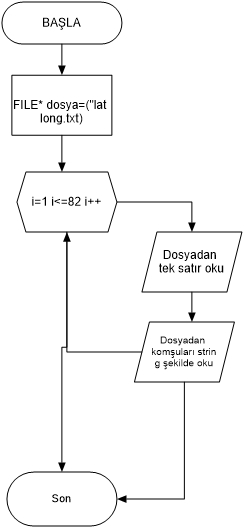 BAŞLA
FILE* dosya=("lat
long.txt)
i=1 i<=82 i++
Dosyadan
tek satır oku
Dosyadan
komşuları strin
g şekilde oku
Son